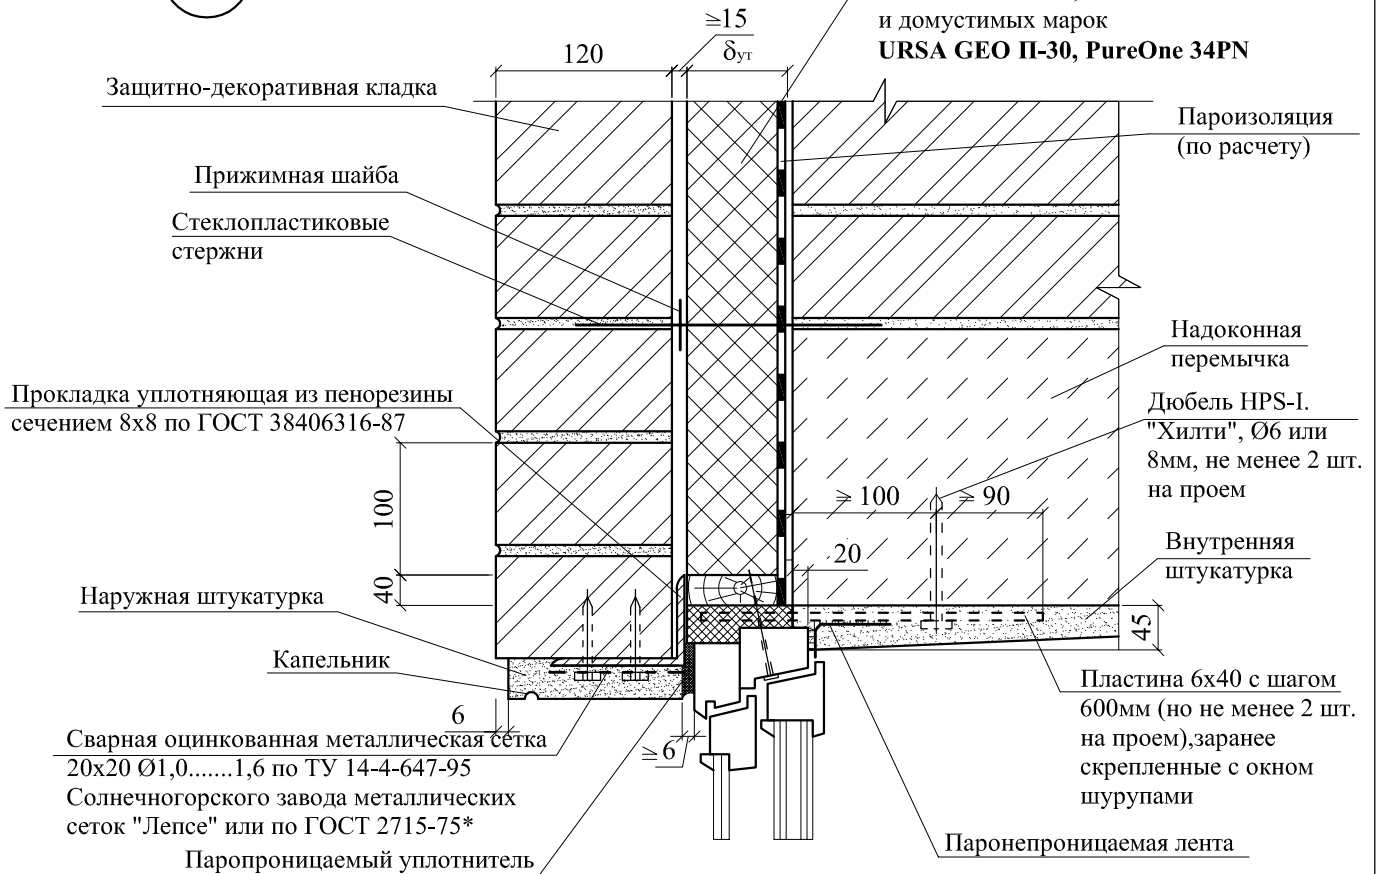 и домустимых марок
URSA GEO П-30, PureOne 34PN
≥15
δут
120
Защитно-декоративная кладка
Пароизоляция
(по расчету)
Прижимная шайба
Стеклопластиковые
стержни
Надоконная
перемычка
Прокладка уплотняющая из пенорезины
сечением 8х8 по ГОСТ 38406316-87
Дюбель HPS-I.
"Хилти", Ø6 или
8мм, не менее 2 шт.
на проем
≥ 100
≥ 90
100
20
Внутренняя
штукатурка
40
Наружная штукатурка
45
Капельник
Пластина 6х40 с шагом
600мм (но не менее 2 шт.
на проем),заранее
скрепленные с окном
шурупами
6
≥6
Сварная оцинкованная металлическая сетка
20х20 Ø1,0.......1,6 по ТУ 14-4-647-95
Солнечногорского завода металлических
сеток "Лепсе" или по ГОСТ 2715-75*
Паронепроницаемая лента
Паропроницаемый уплотнитель